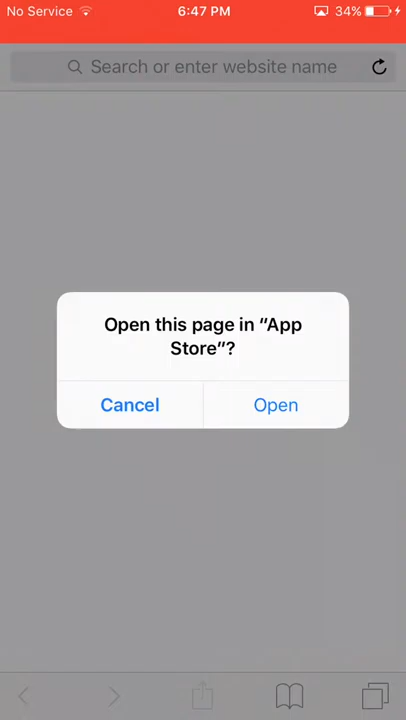 No Service 6:47 PM 34%
Search or enter website name
Open this page in “App
Store”?
Cancel Open